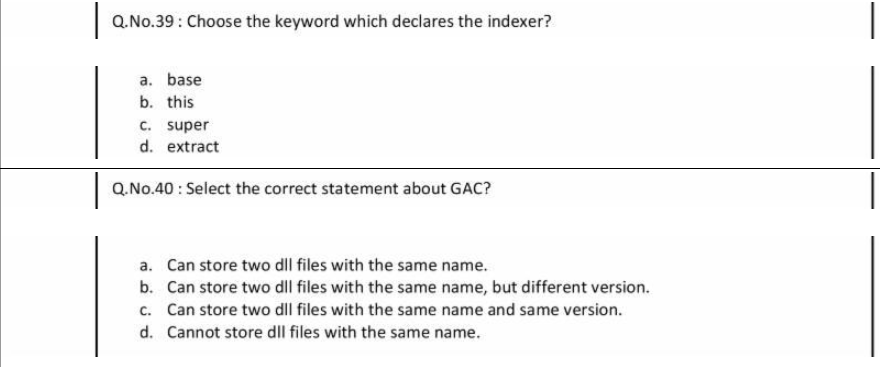 Q.No.39 : Choose the keyword which declares the indexer?
a. base
b. this
c. super
d. extract
Q.No.40 : Select the correct statement about GAC?
a. Can store two dll files with the same name.
b. Can store two dll files with the same name, but different version.
c. Can store two dll files with the same name and same version.
d. Cannot store dll files with the same name.